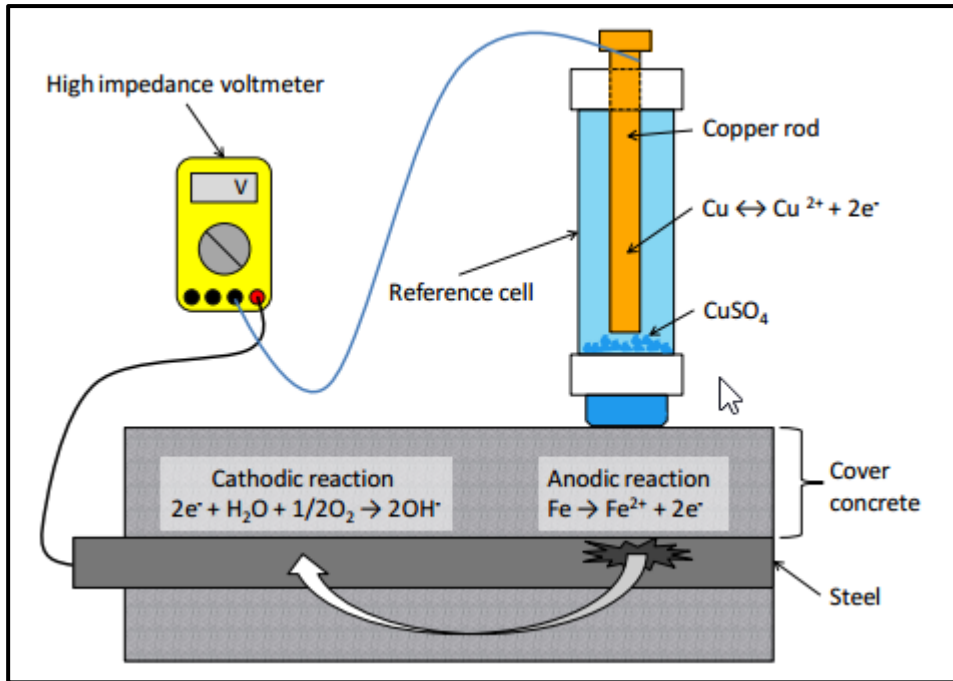 High impedance voltmeter
V
Copper rod
Cu ↔ Cu ²⁺ + 2e⁻
Reference cell
CuSO₄
Cathodic reaction
2e⁻ + H₂O + 1/2O₂ → 2OH⁻
Anodic reaction
Fe → Fe²⁺ + 2e⁻
Cover
concrete
Steel